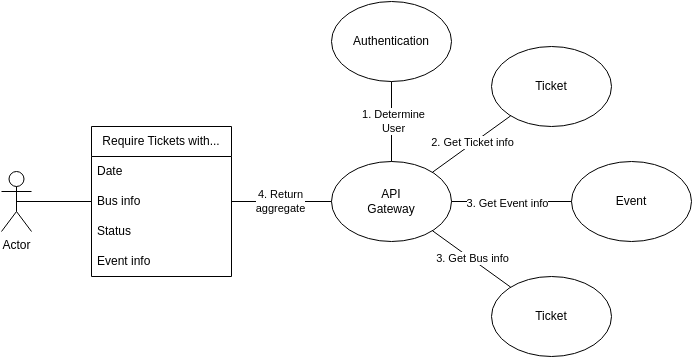 Authentication
1. Determine
User
Ticket
2. Get Ticket info
Require Tickets with...
Date
Bus info
Status
Event info
Actor
4. Return
aggregate
API
Gateway
3. Get Event info
Event
3. Get Bus info
Ticket